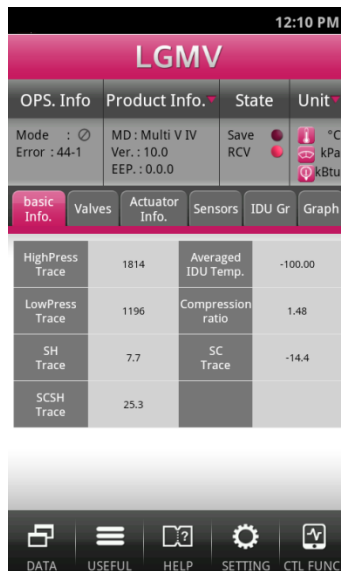 12:10 PM
LGMV
OPS. Info Product Info. State Unit
Mode : MD : Multi V IV Save °C
Error : 44-1 Ver. : 10.0 RCV kPa
EEP. : 0.0.0 kBtu
basic Info. Valves Actuator Info. Sensors IDU Gr Graph
HighPress Trace 1814 Averaged IDU Temp. -100.00
LowPress Trace 1196 Compression ratio 1.48
SH Trace 7.7 SC Trace -14.4
SCSH Trace 25.3
DATA USEFUL HELP SETTING CTL FUNC